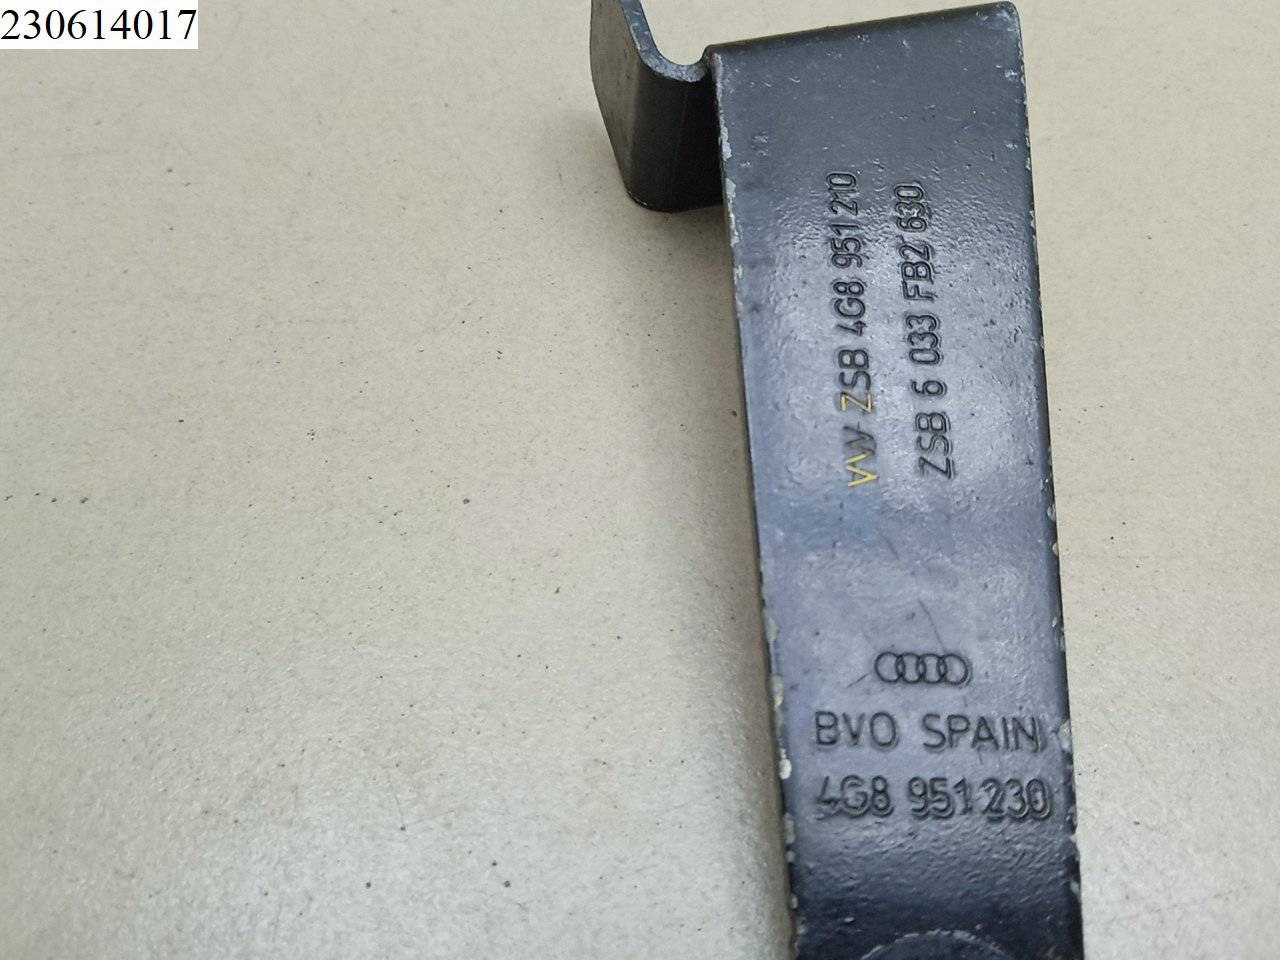 230614017
VW ZSB 4G8 951 210
ZSB 6 033 FB2 630
BVO SPAIN
4G8 951 230